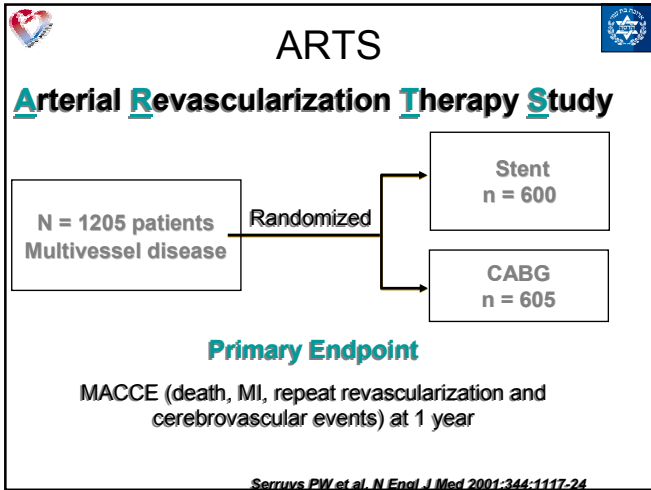 ARTS
Arterial Revascularization Therapy Study
N = 1205 patients
Multivessel disease
Randomized
Stent
n = 600
CABG
n = 605
Primary Endpoint
MACCE (death, MI, repeat revascularization and
cerebrovascular events) at 1 year
Serruys PW et al. N Engl J Med 2001:344:1117-24